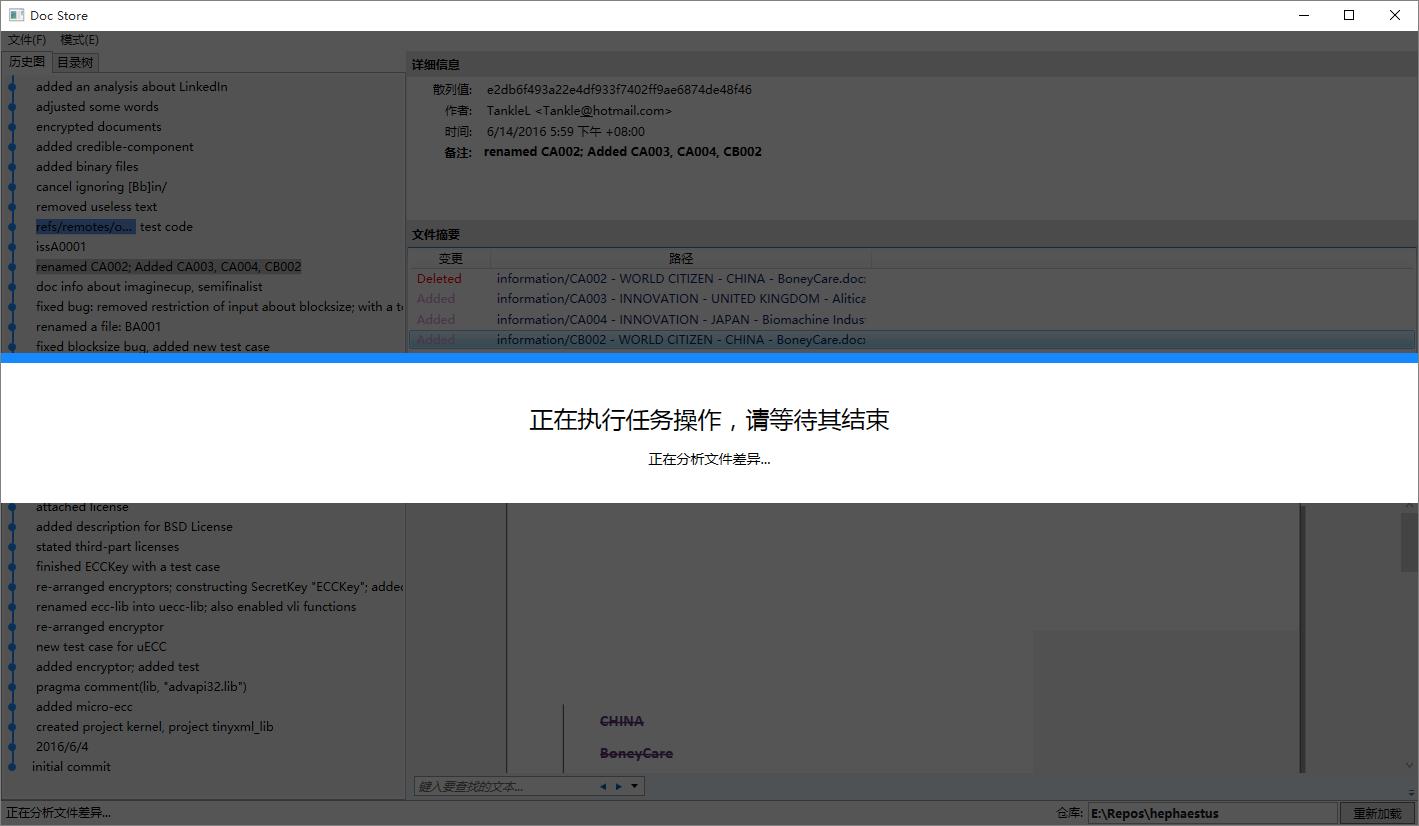 Doc Store
文件(F) 模式(E)
历史图 目录树
added an analysis about LinkedIn
adjusted some words
encrypted documents
added credible-component
added binary files
cancel ignoring [Bb]in/
removed useless text
refs/remotes/o... test code
issA0001
renamed CA002; Added CA003, CA004, CB002
doc info about imaginecup, semifinalist
fixed bug: removed restriction of input about blocksize; with a te
renamed a file: BA001
fixed blocksize bug, added new test case
详细信息
散列值: e2db6f493a22e4df933f7402ff9ae6874de48f46
作者: TankleL <Tankle@hotmail.com>
时间: 6/14/2016 5:59 下午 +08:00
备注: renamed CA002; Added CA003, CA004, CB002
文件摘要
变更 路径
Deleted information/CA002 - WORLD CITIZEN - CHINA - BoneyCare.docx
Added information/CA003 - INNOVATION - UNITED KINGDOM - Alitica
Added information/CA004 - INNOVATION - JAPAN - Biomachine Indus
Added information/CB002 - WORLD CITIZEN - CHINA - BoneyCare.docx
正在执行任务操作，请等待其结束
正在分析文件差异...
attached license
added description for BSD License
stated third-part licenses
finished ECCKey with a test case
re-arranged encryptors; constructing SecretKey "ECCKey"; added
renamed ecc-lib into uecc-lib; also enabled vli functions
re-arranged encryptor
new test case for uECC
added encryptor; added test
pragma comment(lib, "advapi32.lib")
added micro-ecc
created project kernel, project tinyxml_lib
2016/6/4
initial commit
CHINA
BoneyCare
键入要查找的文本...
正在分析文件差异...
仓库: E:\Repos\hephaestus 重新加载